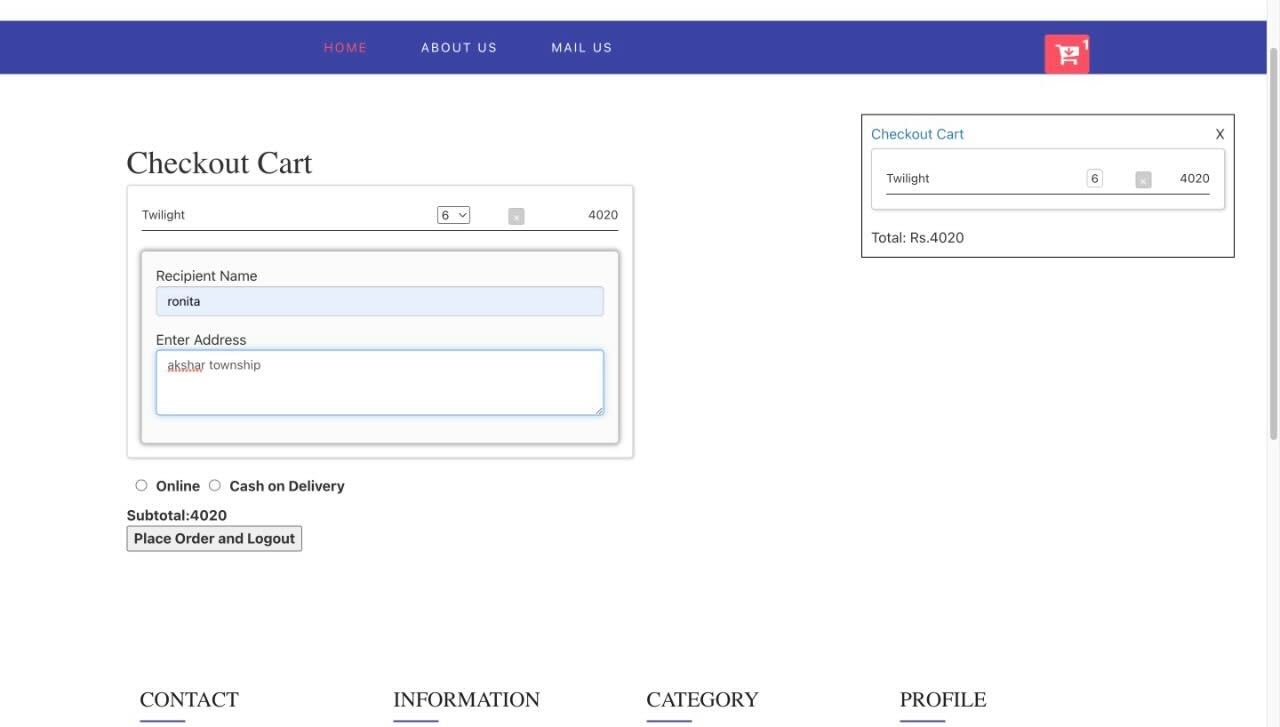 HOME ABOUT US MAIL US 1
Checkout Cart X
Twilight 6 × 4020
Total: Rs.4020
Checkout Cart
Twilight 6 × 4020
Recipient Name
ronita
Enter Address
akshar township
Online Cash on Delivery
Subtotal:4020
Place Order and Logout
CONTACT INFORMATION CATEGORY PROFILE